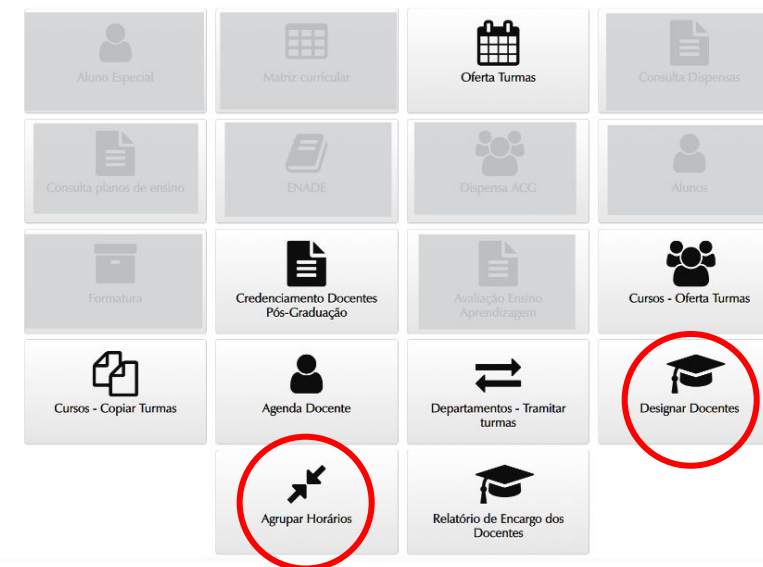 Aluno Especial
Matriz curricular
Oferta Turmas
Consulta Dispensas
Consulta planos de ensino
ENADE
Dispensa ACG
Alunos
Formatura
Credenciamento Docentes
Pós-Graduação
Avaliação Ensino
Aprendizagem
Cursos - Oferta Turmas
Cursos - Copiar Turmas
Agenda Docente
Departamentos - Tramitar
turmas
Designar Docentes
Agrupar Horários
Relatório de Encargo dos
Docentes